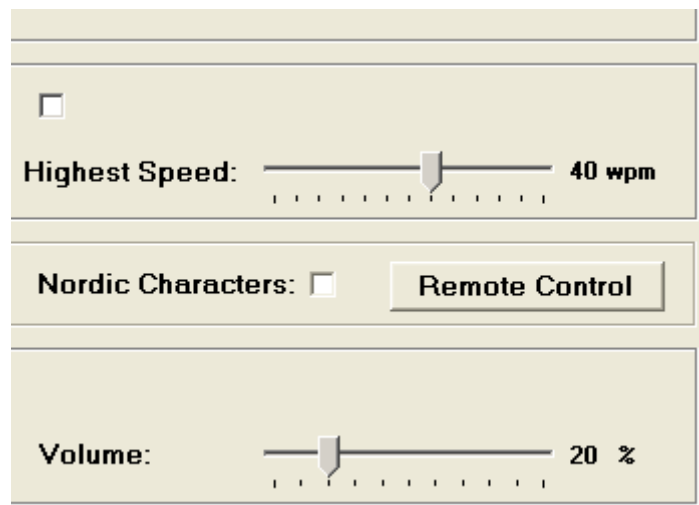 Highest Speed: 40 wpm
Nordic Characters: Remote Control
Volume: 20 %